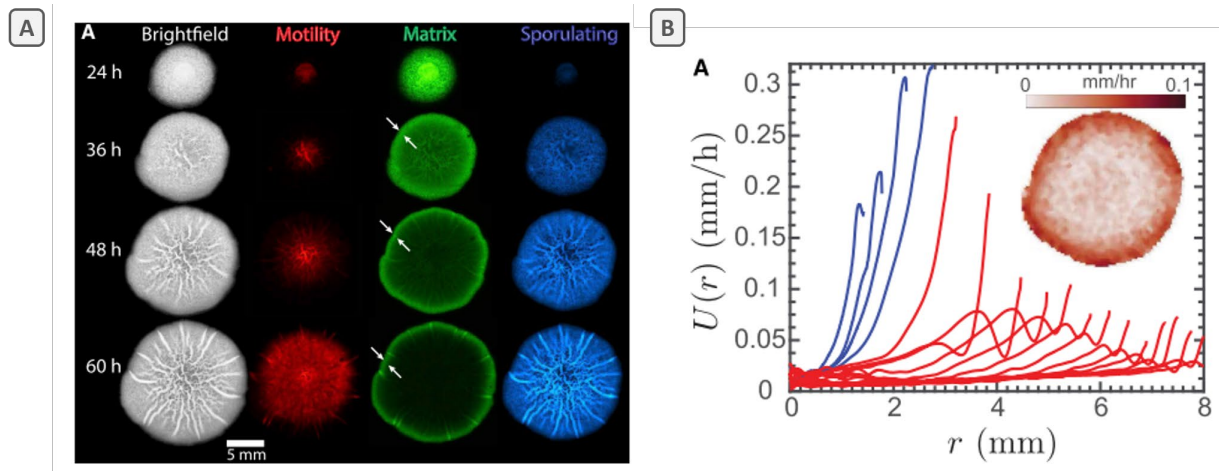 A
A
Brightfield Motility Matrix Sporulating
24 h
36 h
48 h
60 h
5 mm
B
A
0 mm/hr 0.1
U(r) (mm/h)
0.3
0.25
0.2
0.15
0.1
0.05
0
0 2 4 6 8
r (mm)